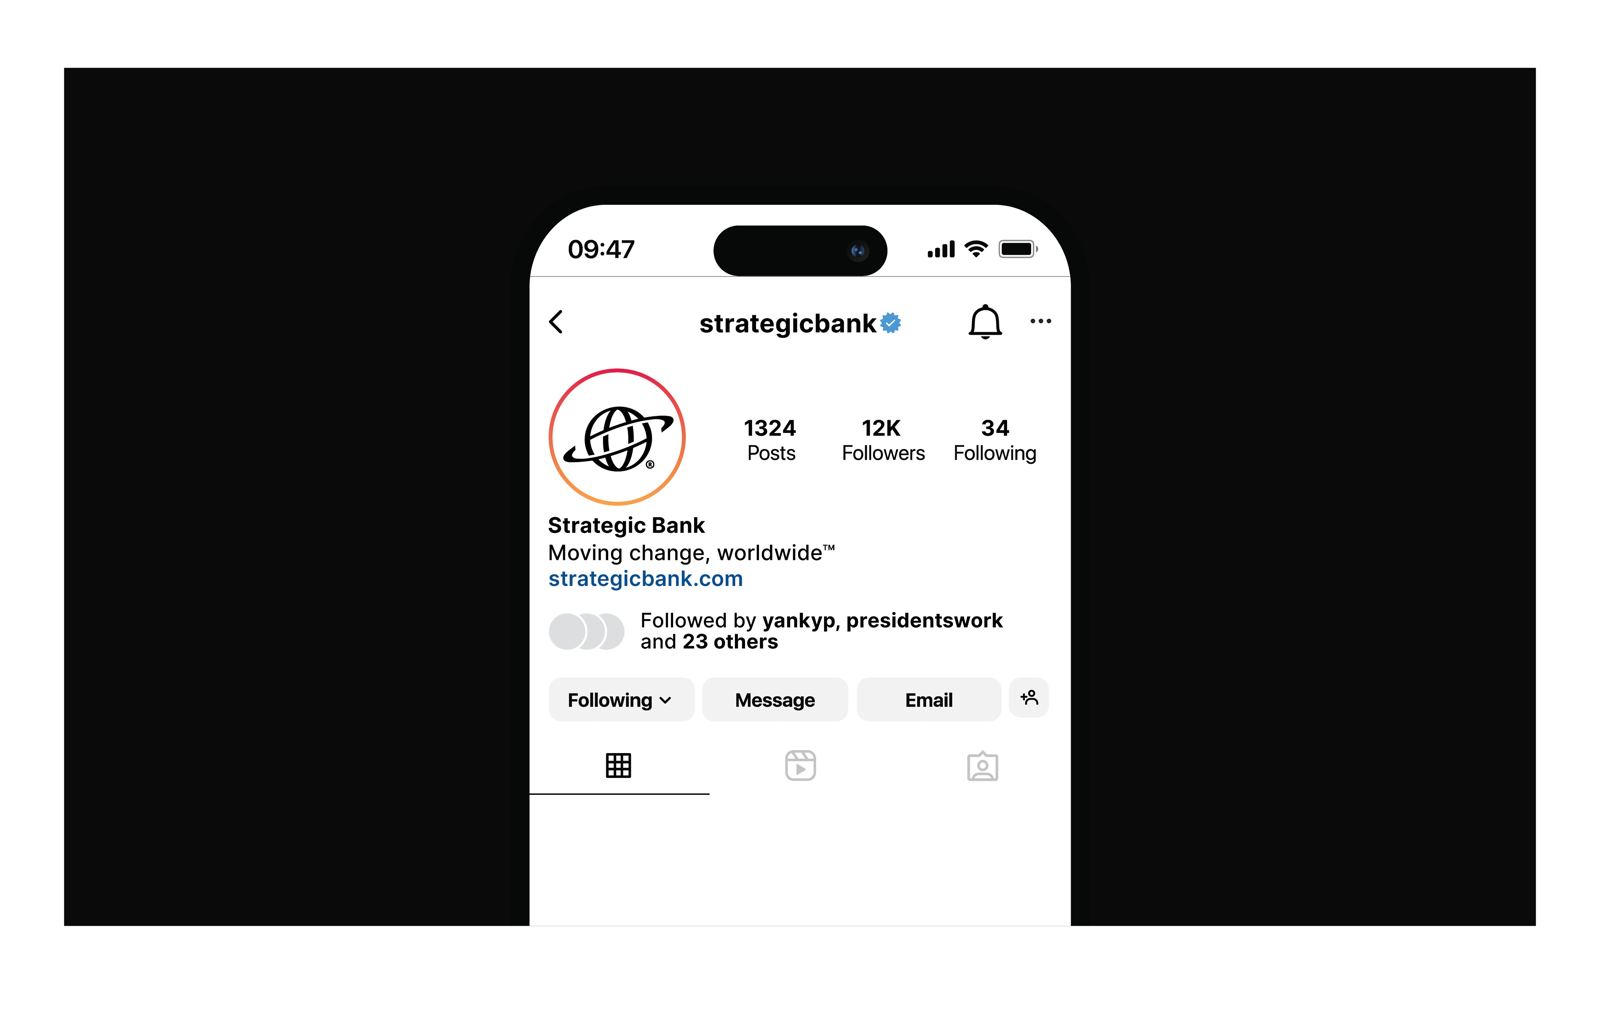 09:47
strategicbank
1324 12K 34
Posts Followers Following
®
Strategic Bank
Moving change, worldwide™
strategicbank.com
Followed by yankyp, presidentswork
and 23 others
Following Message Email